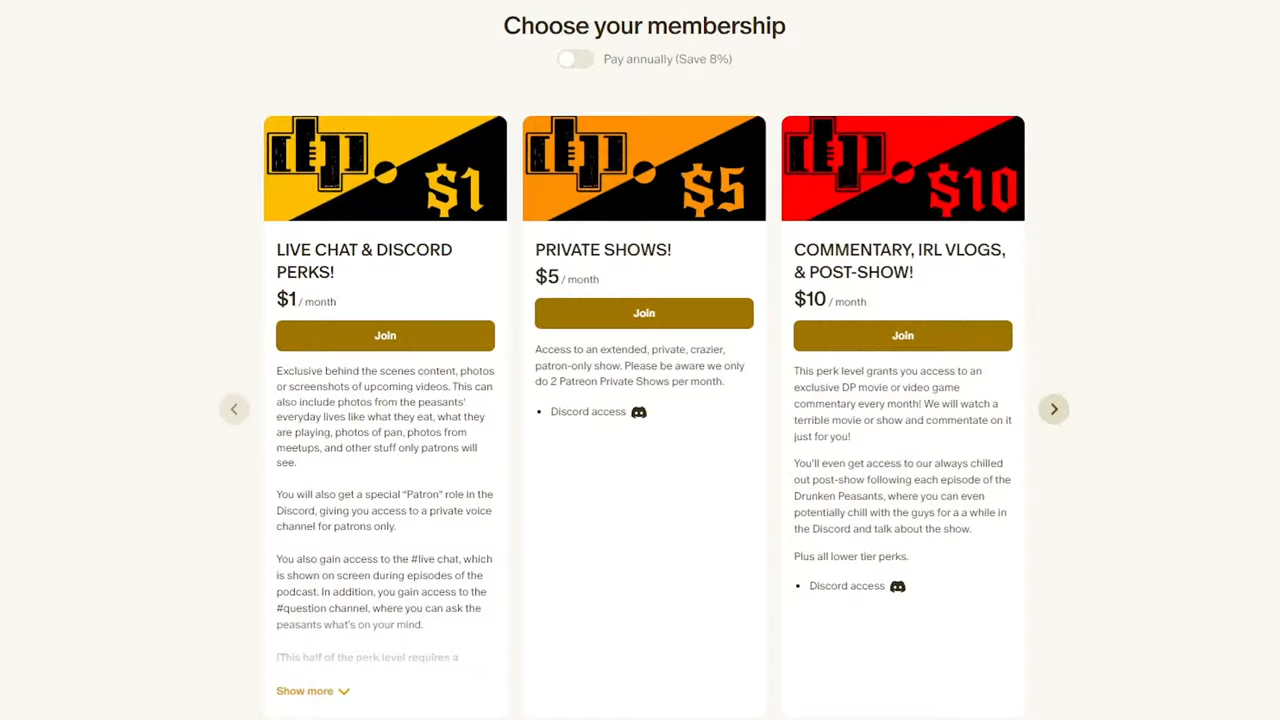 Choose your membership
Pay annually (Save 8%)
$1
LIVE CHAT & DISCORD
PERKS!
$1 / month
Join
Exclusive behind the scenes content, photos
or screenshots of upcoming videos. This can
also include photos from the peasants'
everyday lives like what they eat, what they
are playing, photos of pan, photos from
meetups, and other stuff only patrons will
see.
You will also get a special “Patron” role in the
Discord, giving you access to a private voice
channel for patrons only.
You also gain access to the #live chat, which
is shown on screen during episodes of the
podcast. In addition, you gain access to the
#question channel, where you can ask the
peasants what's on your mind.
(This half of the perk level requires a
Show more
$5
PRIVATE SHOWS!
$5 / month
Join
Access to an extended, private, crazier,
patron-only show. Please be aware we only
do 2 Patreon Private Shows per month.
• Discord access
$10
COMMENTARY, IRL VLOGS,
& POST-SHOW!
$10 / month
Join
This perk level grants you access to an
exclusive DP movie or video game
commentary every month! We will watch a
terrible movie or show and commentate on it
just for you!
You'll even get access to our always chilled
out post-show following each episode of the
Drunken Peasants, where you can even
potentially chill with the guys for a a while in
the Discord and talk about the show.
Plus all lower tier perks.
• Discord access